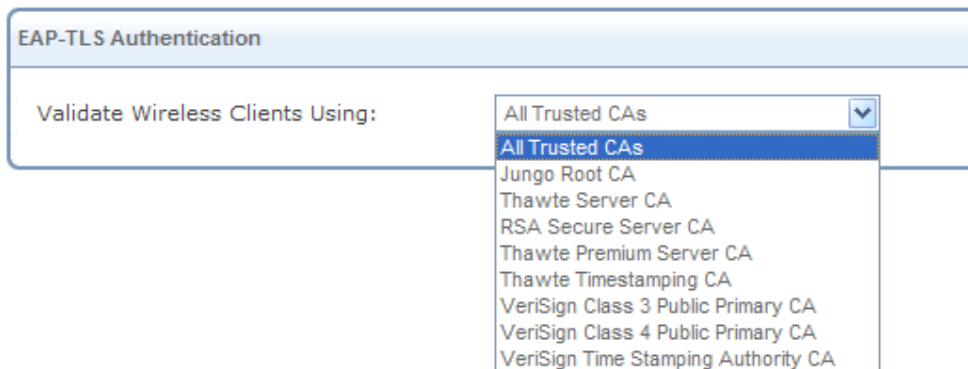 EAP-TLS Authentication
Validate Wireless Clients Using:
All Trusted CAs
All Trusted CAs
Jungo Root CA
Thawte Server CA
RSA Secure Server CA
Thawte Premium Server CA
Thawte Timestamping CA
VeriSign Class 3 Public Primary CA
VeriSign Class 4 Public Primary CA
VeriSign Time Stamping Authority CA